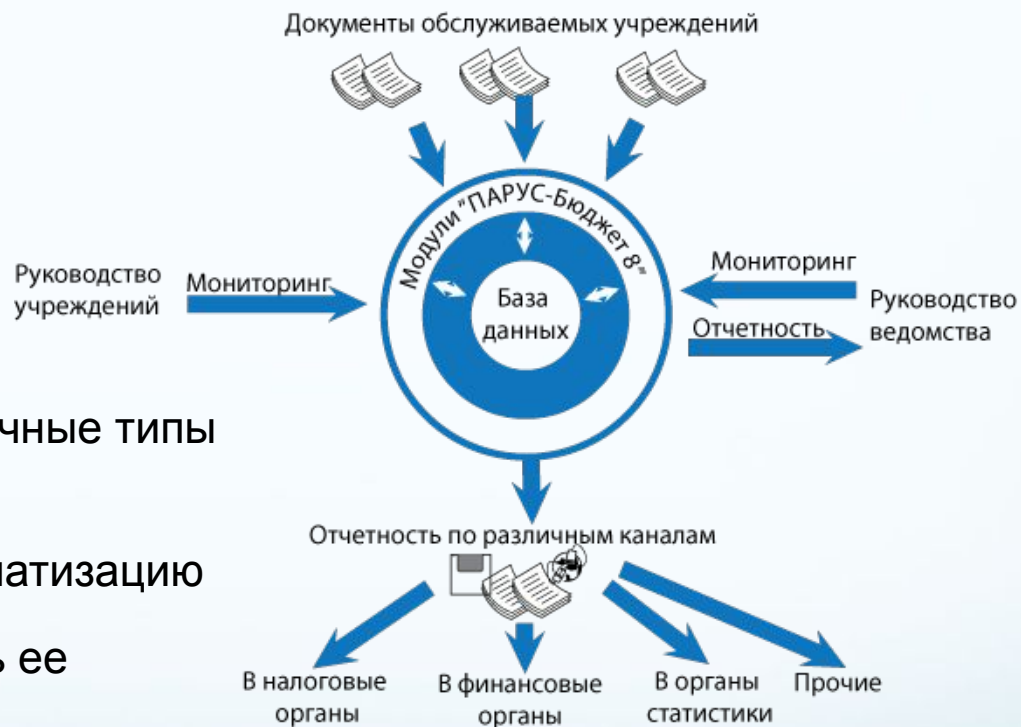 Документы обслуживаемых учреждений
Модули "ПАРУС-Бюджет 8"
База
данных
Руководство
учреждений
Мониторинг
Мониторинг
Отчетность
Руководство
ведомства
чные типы
атизацию
ь ее
Отчетность по различным каналам
В налоговые
органы
В финансовые
органы
В органы
статистики
Прочие